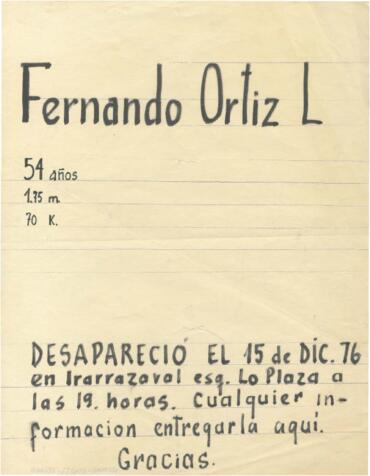 Fernando Ortiz L
54 años
1.75 m.
70 K.
DESAPARECIÓ EL 15 de DIC. 76
en Irarrazaval esq. Lo Plaza a
las 19. horas. Cualquier in-
formacion entregarla aquí.
Gracias.